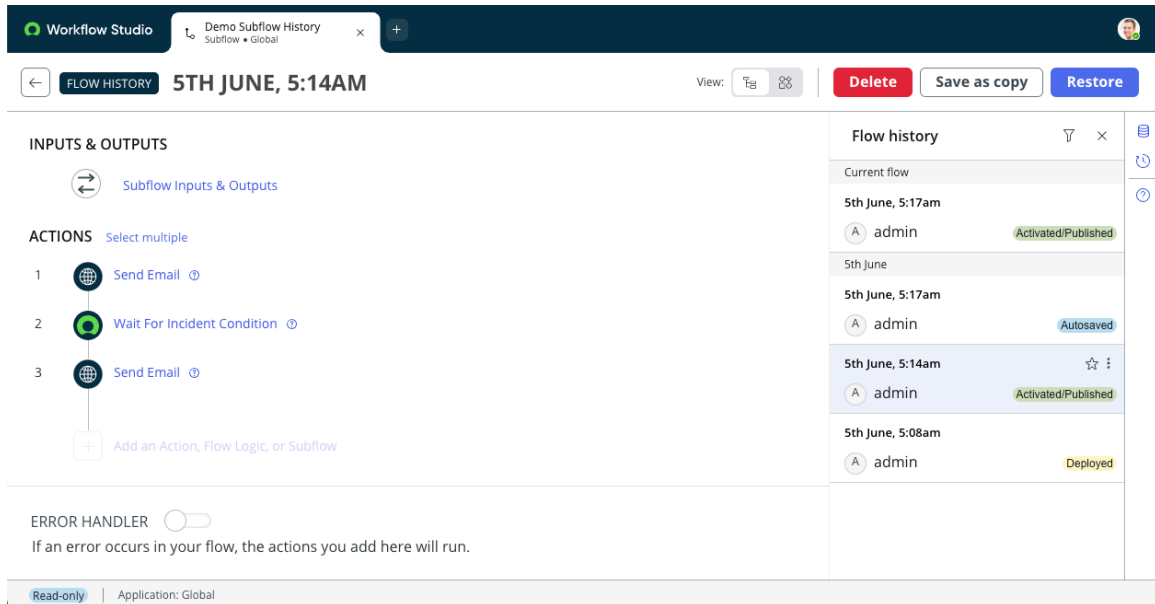 Workflow Studio
Demo Subflow History
Subflow • Global
FLOW HISTORY 5TH JUNE, 5:14AM
View:
Delete Save as copy Restore
INPUTS & OUTPUTS
Subflow Inputs & Outputs
ACTIONS Select multiple
1 Send Email
2 Wait For Incident Condition
3 Send Email
Add an Action, Flow Logic, or Subflow
ERROR HANDLER
If an error occurs in your flow, the actions you add here will run.
Flow history
Current flow
5th June, 5:17am
A admin Activated/Published
5th June
5th June, 5:17am
A admin Autosaved
5th June, 5:14am
A admin Activated/Published
5th June, 5:08am
A admin Deployed
Read-only | Application: Global